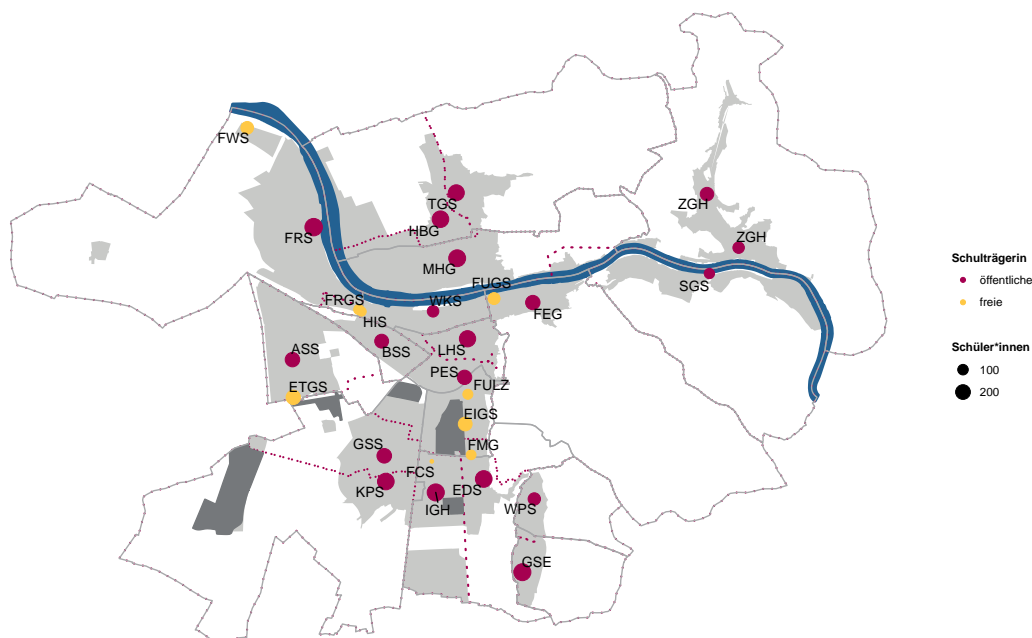 FWS
TGS
ZGH
HBG
FRS
ZGH
MHG
SGS
FUGS
FRGS
WKS
FEG
HIS
LHS
BSS
ASS
PES
ETGS
FULZ
EIGS
GSS
FMG
FCS
KPS
EDS
IGH
WPS
GSE
Schulträgerin
öffentliche
freie
Schüler*innen
100
200